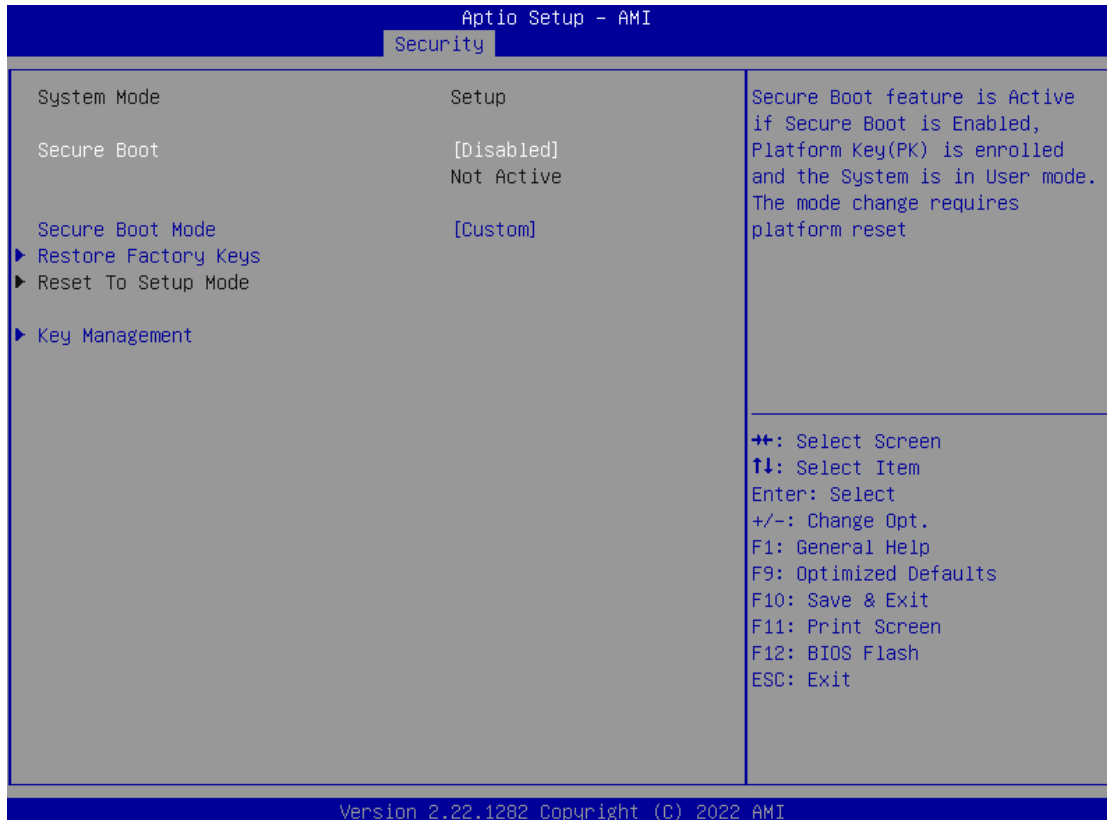 Aptio Setup – AMI
Security
System Mode Setup
Secure Boot [Disabled]
Not Active
Secure Boot Mode [Custom]
▶ Restore Factory Keys
▶ Reset To Setup Mode
▶ Key Management
Secure Boot feature is Active
if Secure Boot is Enabled,
Platform Key(PK) is enrolled
and the System is in User mode.
The mode change requires
platform reset
→←: Select Screen
↑↓: Select Item
Enter: Select
+/-: Change Opt.
F1: General Help
F9: Optimized Defaults
F10: Save & Exit
F11: Print Screen
F12: BIOS Flash
ESC: Exit
Version 2.22.1282 Copyright (C) 2022 AMI